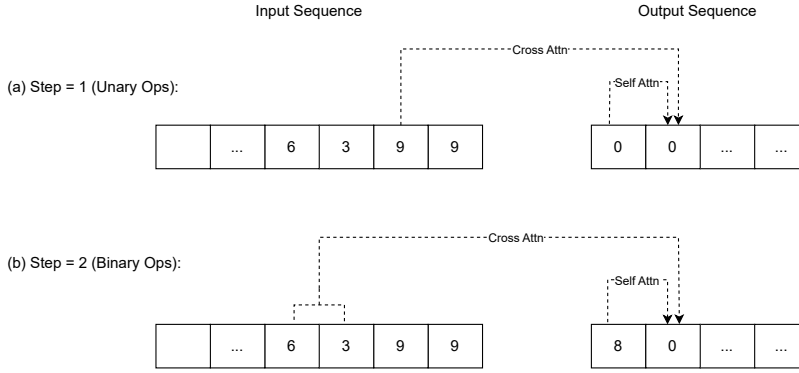 Input Sequence Output Sequence
Cross Attn
(a) Step = 1 (Unary Ops):
Self Attn
... 6 3 9 9 0 0 ... ...
Cross Attn
(b) Step = 2 (Binary Ops):
Self Attn
... 6 3 9 9 8 0 ... ...